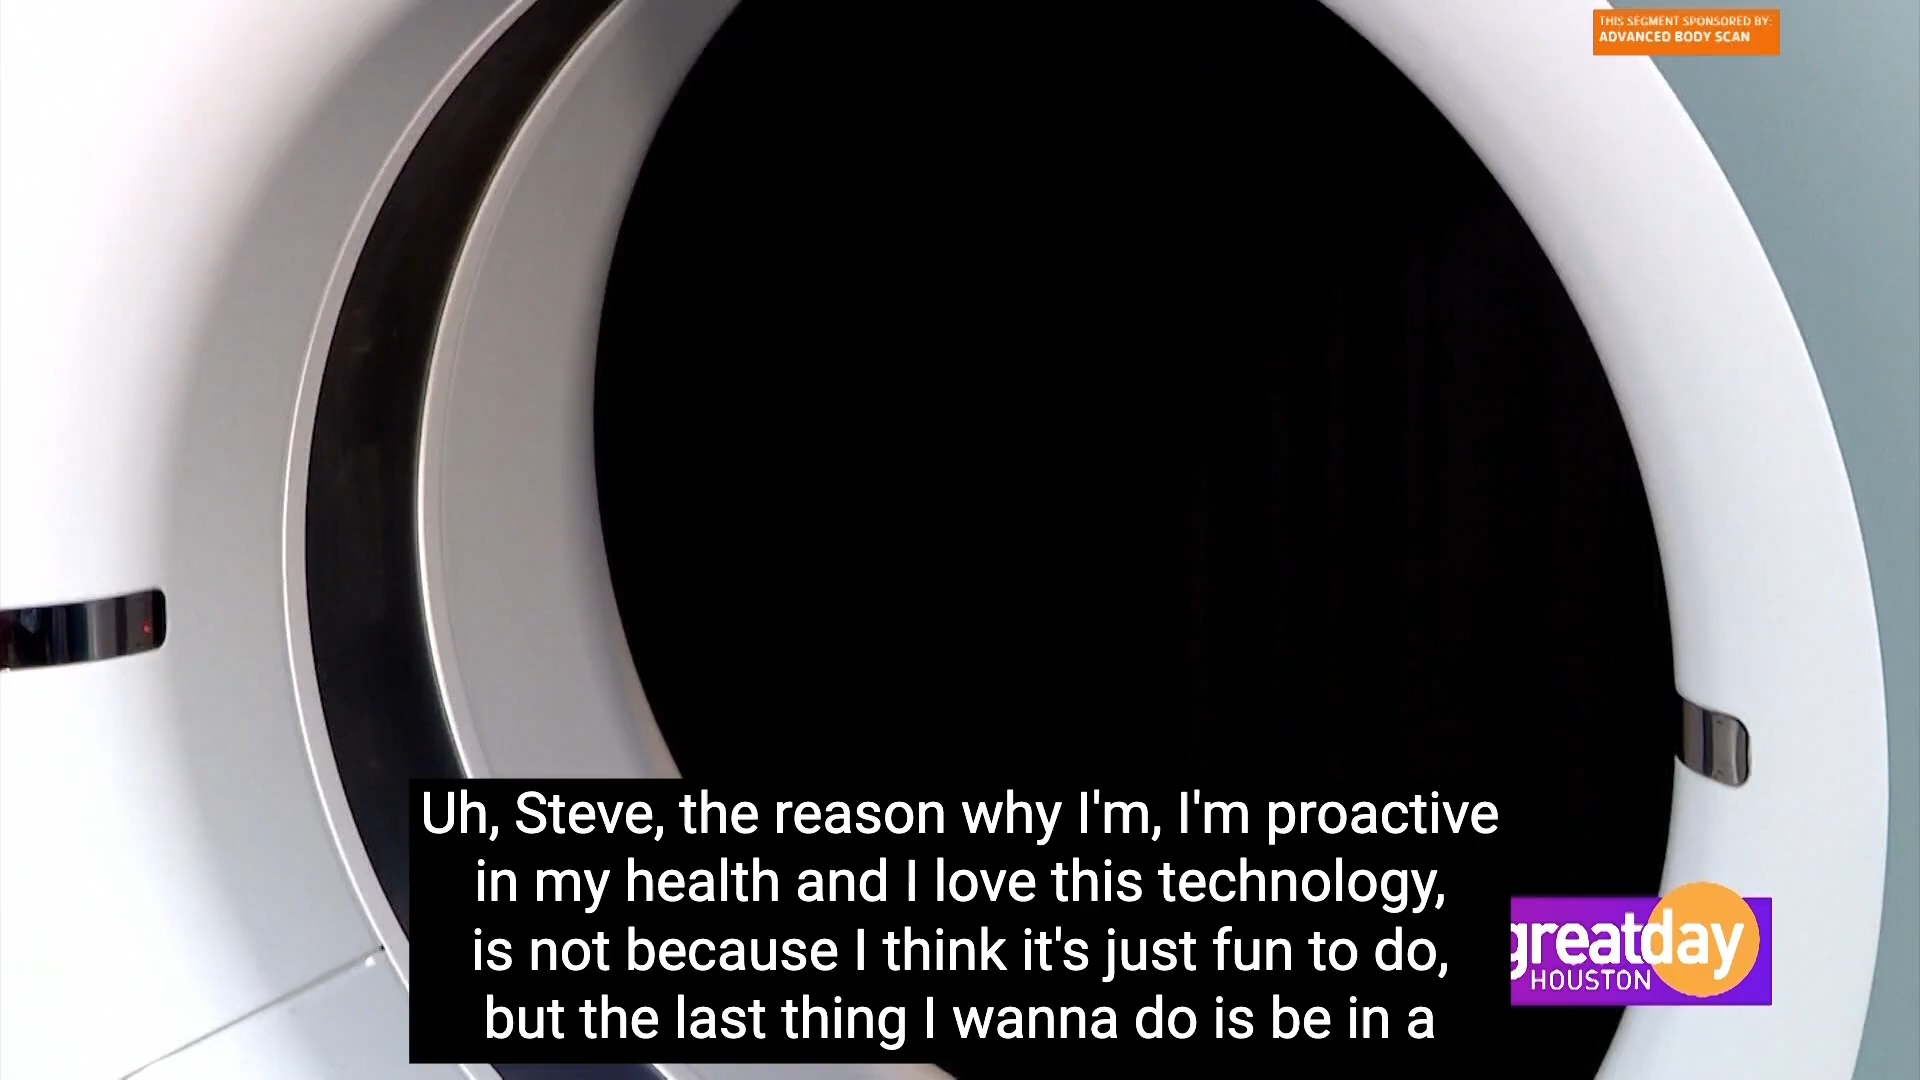 THIS SEGMENT SPONSORED BY:
ADVANCED BODY SCAN
Uh, Steve, the reason why I'm, I'm proactive
in my health and I love this technology,
is not because I think it's just fun to do,
but the last thing I wanna do is be in a
greatday
HOUSTON